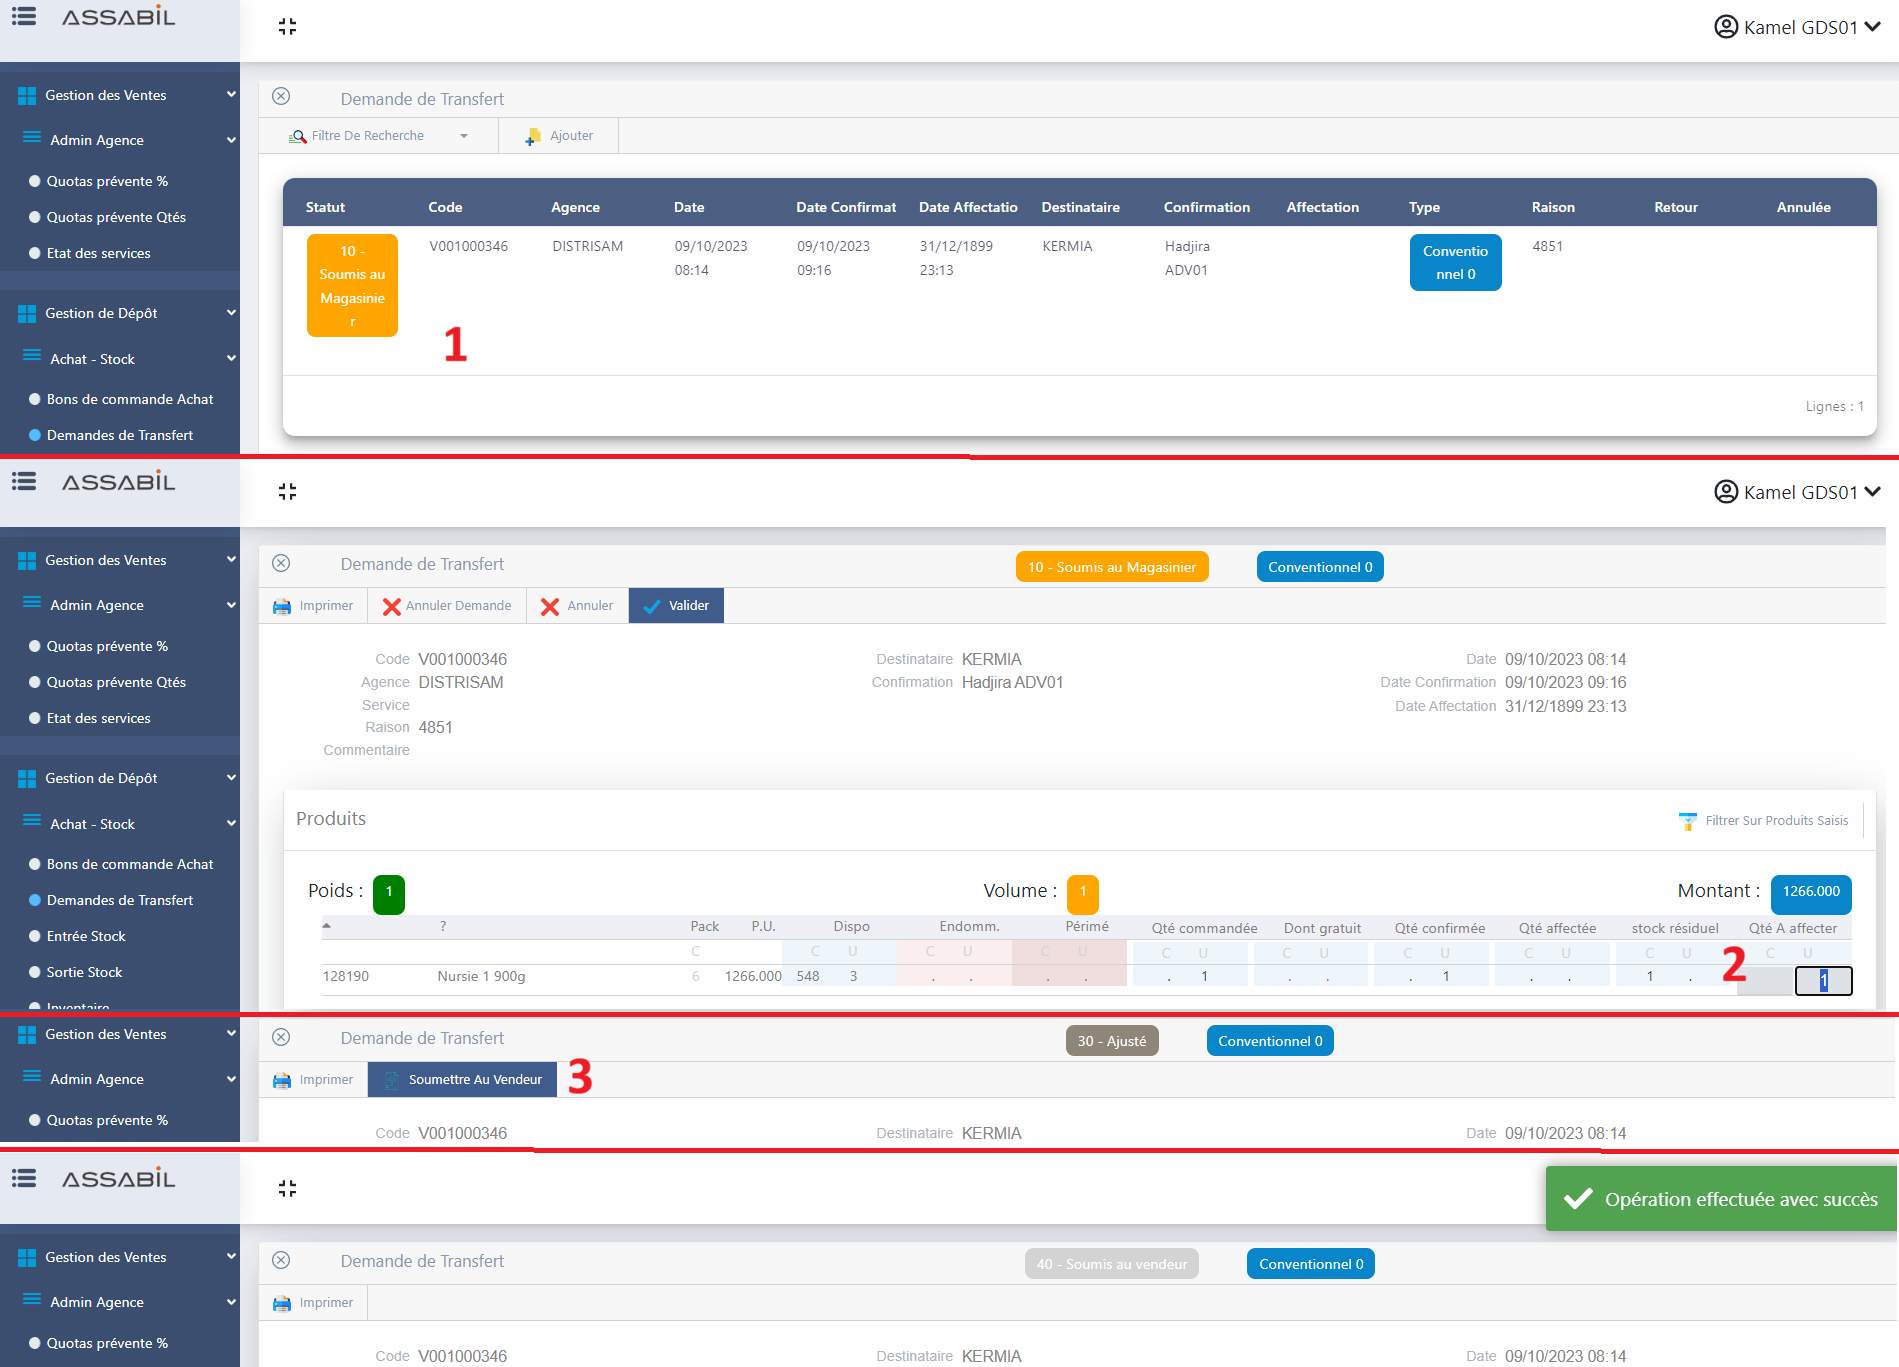 ASSABIL
Kamel GDS01
Gestion des Ventes
Admin Agence
Quotas prévente %
Quotas prévente Qtés
Etat des services
Gestion de Dépôt
Achat - Stock
Bons de commande Achat
Demandes de Transfert
Demande de Transfert
Filtre De Recherche
Ajouter
Statut Code Agence Date Date Confirmat Date Affectatio Destinataire Confirmation Affectation Type Raison Retour Annulée
10 - Soumis au Magasinie r V001000346 DISTRISAM 09/10/2023 08:14 09/10/2023 09:16 31/12/1899 23:13 KERMIA Hadjira ADV01 Conventio nnel 0 4851
1
Lignes : 1
ASSABIL
Kamel GDS01
Gestion des Ventes
Admin Agence
Quotas prévente %
Quotas prévente Qtés
Etat des services
Gestion de Dépôt
Achat - Stock
Bons de commande Achat
Demandes de Transfert
Entrée Stock
Sortie Stock
Inventaire
Demande de Transfert 10 - Soumis au Magasinier Conventionnel 0
Imprimer Annuler Demande Annuler Valider
Code V001000346 Destinataire KERMIA Date 09/10/2023 08:14
Agence DISTRISAM Confirmation Hadjira ADV01 Date Confirmation 09/10/2023 09:16
Service Date Affectation 31/12/1899 23:13
Raison 4851
Commentaire
Produits Filtrer Sur Produits Saisis
Poids : 1 Volume : 1 Montant : 1266.000
? Pack P.U. Dispo Endomm. Périmé Qté commandée Dont gratuit Qté confirmée Qté affectée stock résiduel Qté A affecter
C C U C U C U C U C U C U C U C U C U
2
128190 Nursie 1 900g 6 1266.000 548 3 . . . . . 1 . . . 1 . . 1 . 1
Gestion des Ventes
Admin Agence
Quotas prévente %
Demande de Transfert 30 - Ajusté Conventionnel 0
Imprimer Soumettre Au Vendeur 3
Code V001000346 Destinataire KERMIA Date 09/10/2023 08:14
ASSABIL
Opération effectuée avec succès
Gestion des Ventes
Admin Agence
Quotas prévente %
Demande de Transfert 40 - Soumis au vendeur Conventionnel 0
Imprimer
Code V001000346 Destinataire KERMIA Date 09/10/2023 08:14